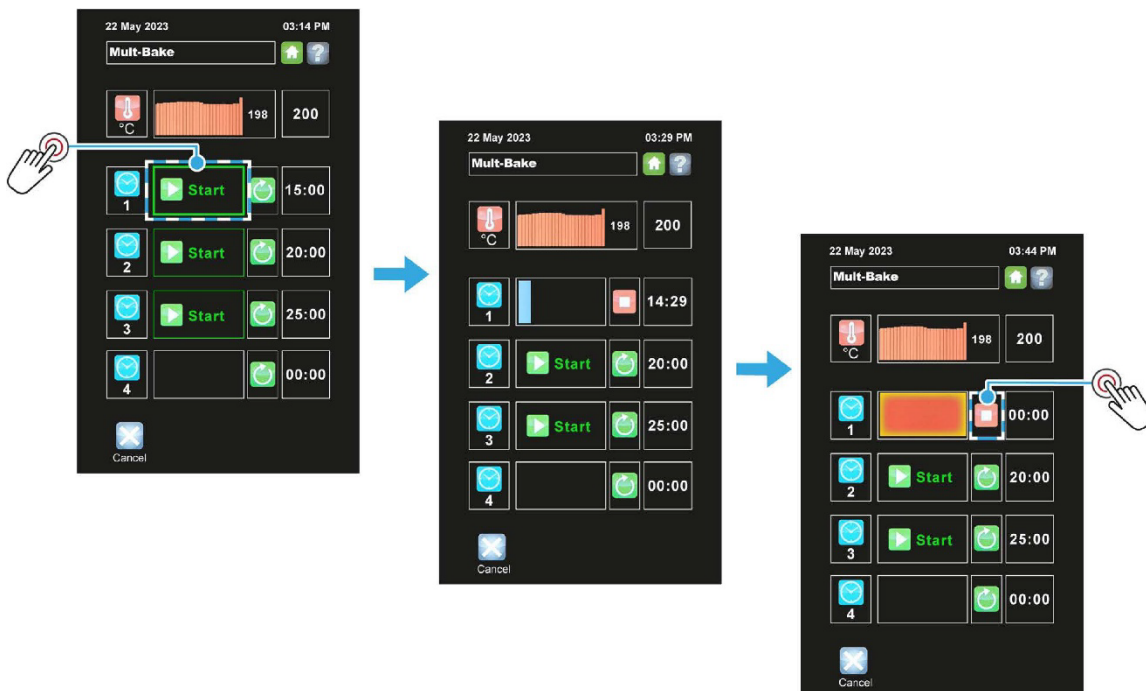 22 May 2023 03:14 PM
Mult-Bake
?
°C 198 200
1 Start 15:00
2 Start 20:00
3 Start 25:00
4 00:00
Cancel
22 May 2023 03:29 PM
Mult-Bake
?
°C 198 200
1 14:29
2 Start 20:00
3 Start 25:00
4 00:00
Cancel
22 May 2023 03:44 PM
Mult-Bake
?
°C 198 200
1 00:00
2 Start 20:00
3 Start 25:00
4 00:00
Cancel